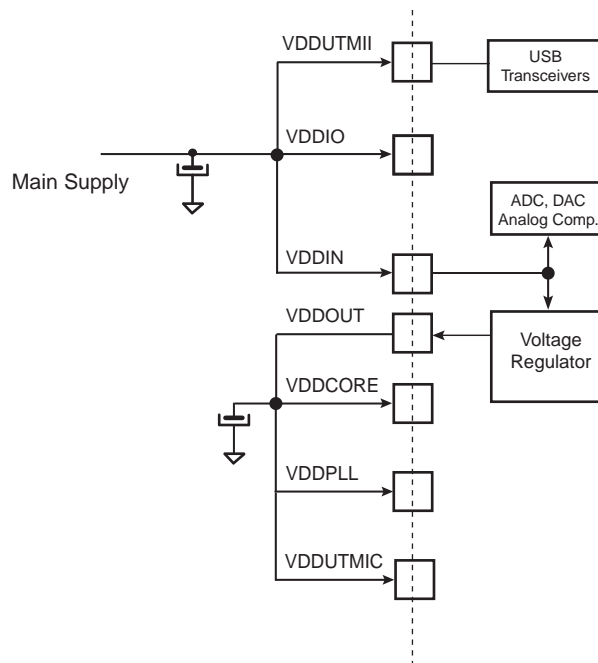 VDDUTMII
USB
Transceivers
VDDIO
Main Supply
ADC, DAC
Analog Comp.
VDDIN
VDDOUT
Voltage
Regulator
VDDCORE
VDDPLL
VDDUTMIC